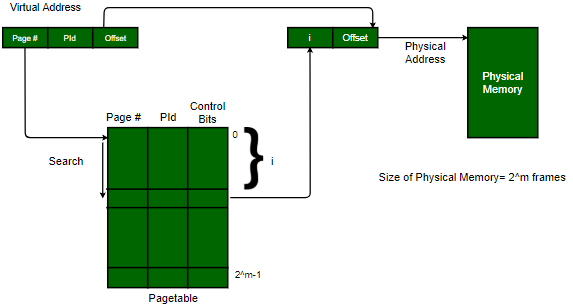 Virtual Address
Page # PId Offset
i Offset
Physical
Address
Physical
Memory
Page # PId Control
Bits
Search
0
i
Size of Physical Memory= 2^m frames
2^m-1
Pagetable